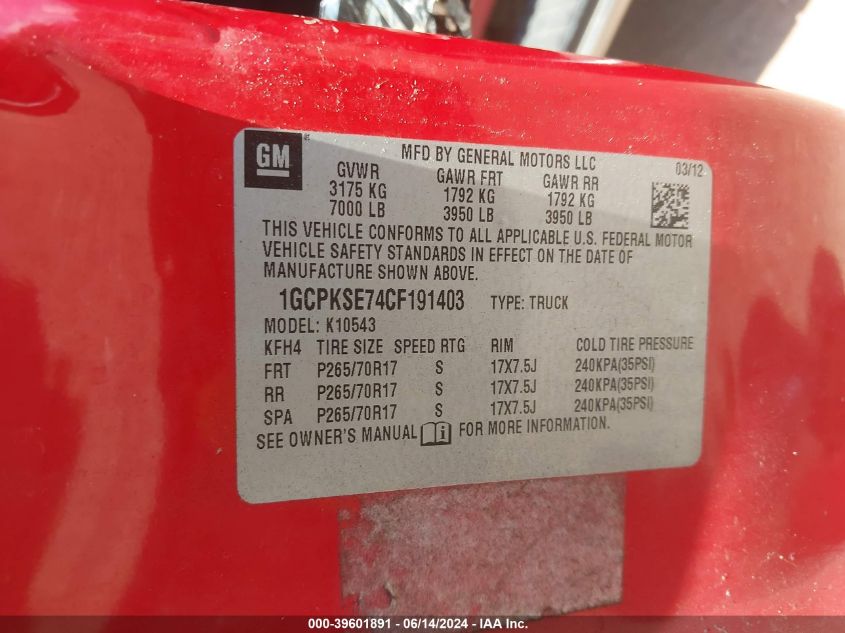 GM
MFD BY GENERAL MOTORS LLC 03/12
GVWR GAWR FRT GAWR RR
3175 KG 1792 KG 1792 KG
7000 LB 3950 LB 3950 LB
THIS VEHICLE CONFORMS TO ALL APPLICABLE U.S. FEDERAL MOTOR
VEHICLE SAFETY STANDARDS IN EFFECT ON THE DATE OF
MANUFACTURE SHOWN ABOVE.
1GCPKSE74CF191403 TYPE: TRUCK
MODEL: K10543
KFH4 TIRE SIZE SPEED RTG RIM COLD TIRE PRESSURE
FRT P265/70R17 S 17X7.5J 240KPA(35PSI)
RR P265/70R17 S 17X7.5J 240KPA(35PSI)
SPA P265/70R17 S 17X7.5J 240KPA(35PSI)
SEE OWNER'S MANUAL FOR MORE INFORMATION.
000-39601891 - 06/14/2024 - IAA Inc.